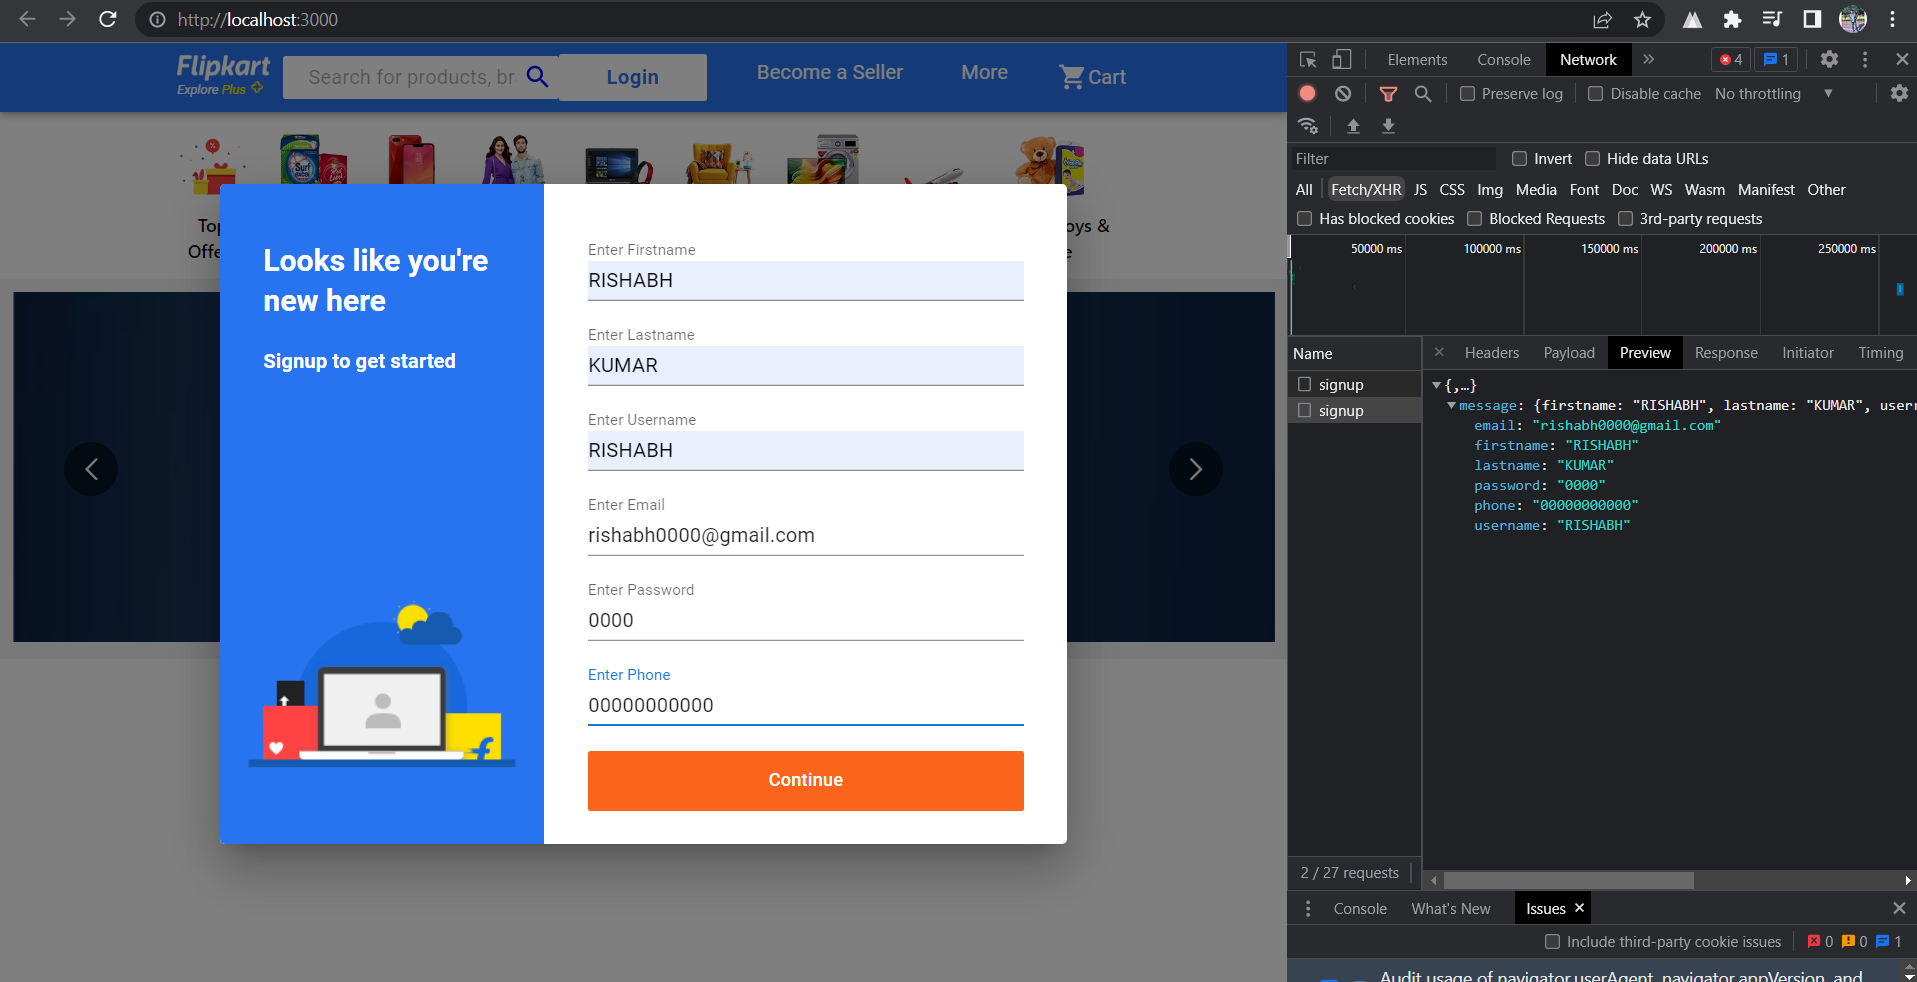 http://localhost:3000
Flipkart
Explore Plus
Search for products, br
Login
Become a Seller
More
Cart
Top
Offe
oys &
e
Looks like you're
new here
Signup to get started
Enter Firstname
RISHABH
Enter Lastname
KUMAR
Enter Username
RISHABH
Enter Email
rishabh0000@gmail.com
Enter Password
0000
Enter Phone
00000000000
Continue
Elements Console Network 4 1
Preserve log Disable cache No throttling
Filter Invert Hide data URLs
All Fetch/XHR JS CSS Img Media Font Doc WS Wasm Manifest Other
Has blocked cookies Blocked Requests 3rd-party requests
50000 ms 100000 ms 150000 ms 200000 ms 250000 ms
Name
signup
signup
2 / 27 requests
Headers Payload Preview Response Initiator Timing
{,…}
message: {firstname: "RISHABH", lastname: "KUMAR", usern
email: "rishabh0000@gmail.com"
firstname: "RISHABH"
lastname: "KUMAR"
password: "0000"
phone: "00000000000"
username: "RISHABH"
Console What's New Issues
Include third-party cookie issues 0 0 1
Audit usage of navigator.userAgent, navigator.appVersion, and